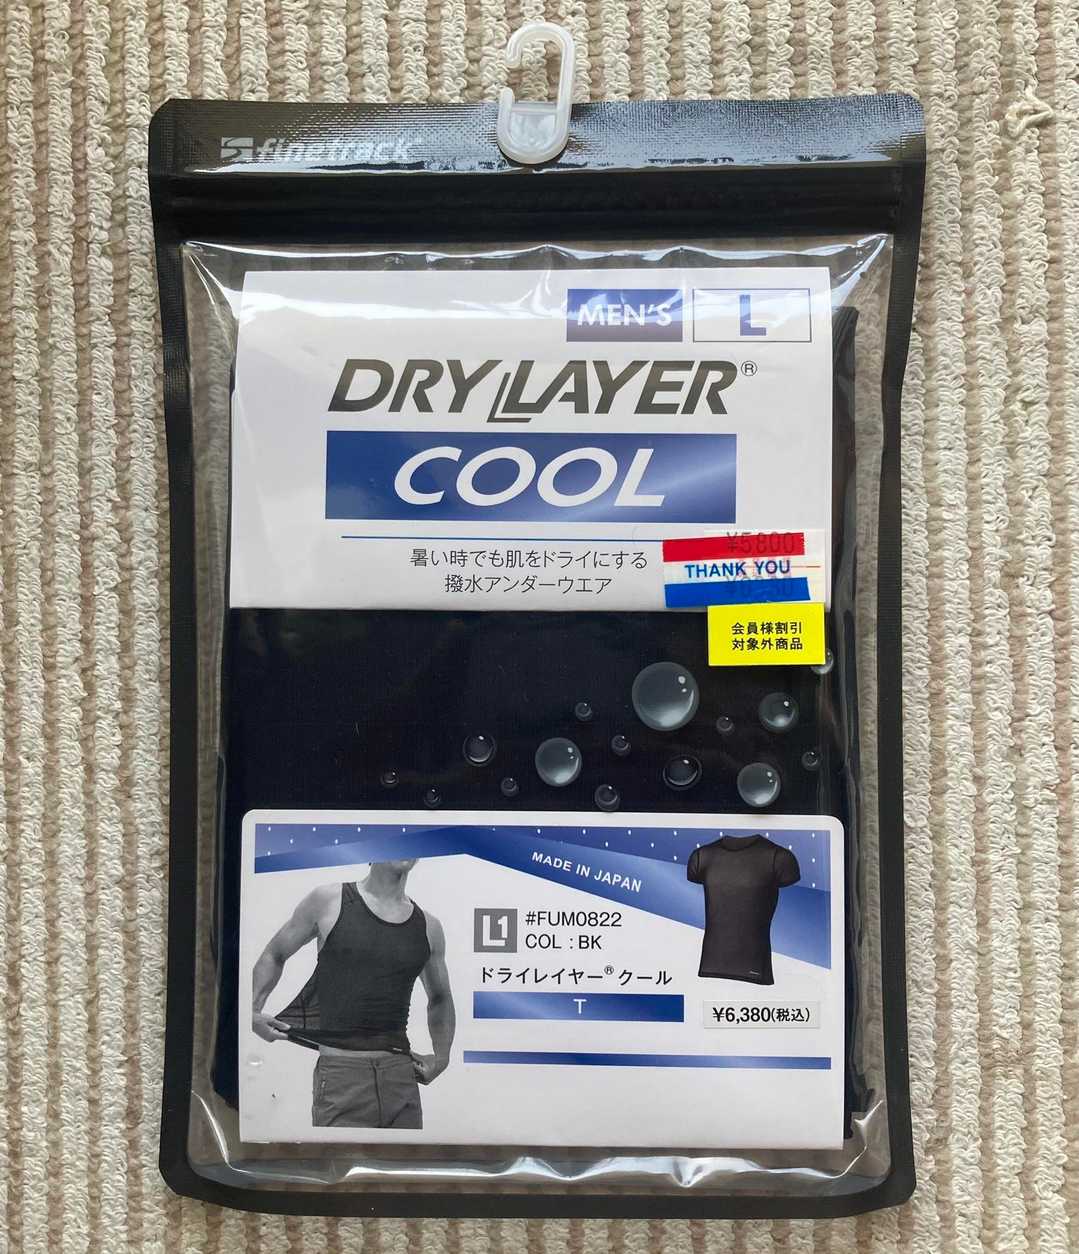 finetrack
MEN'S L
DRY LAYER®
COOL
暑い時でも肌をドライにする
撥水アンダーウエア
¥5800
THANK YOU
会員様割引
対象外商品
MADE IN JAPAN
L1 #FUM0822
COL : BK
ドライレイヤー®クール
T
¥6,380(税込)